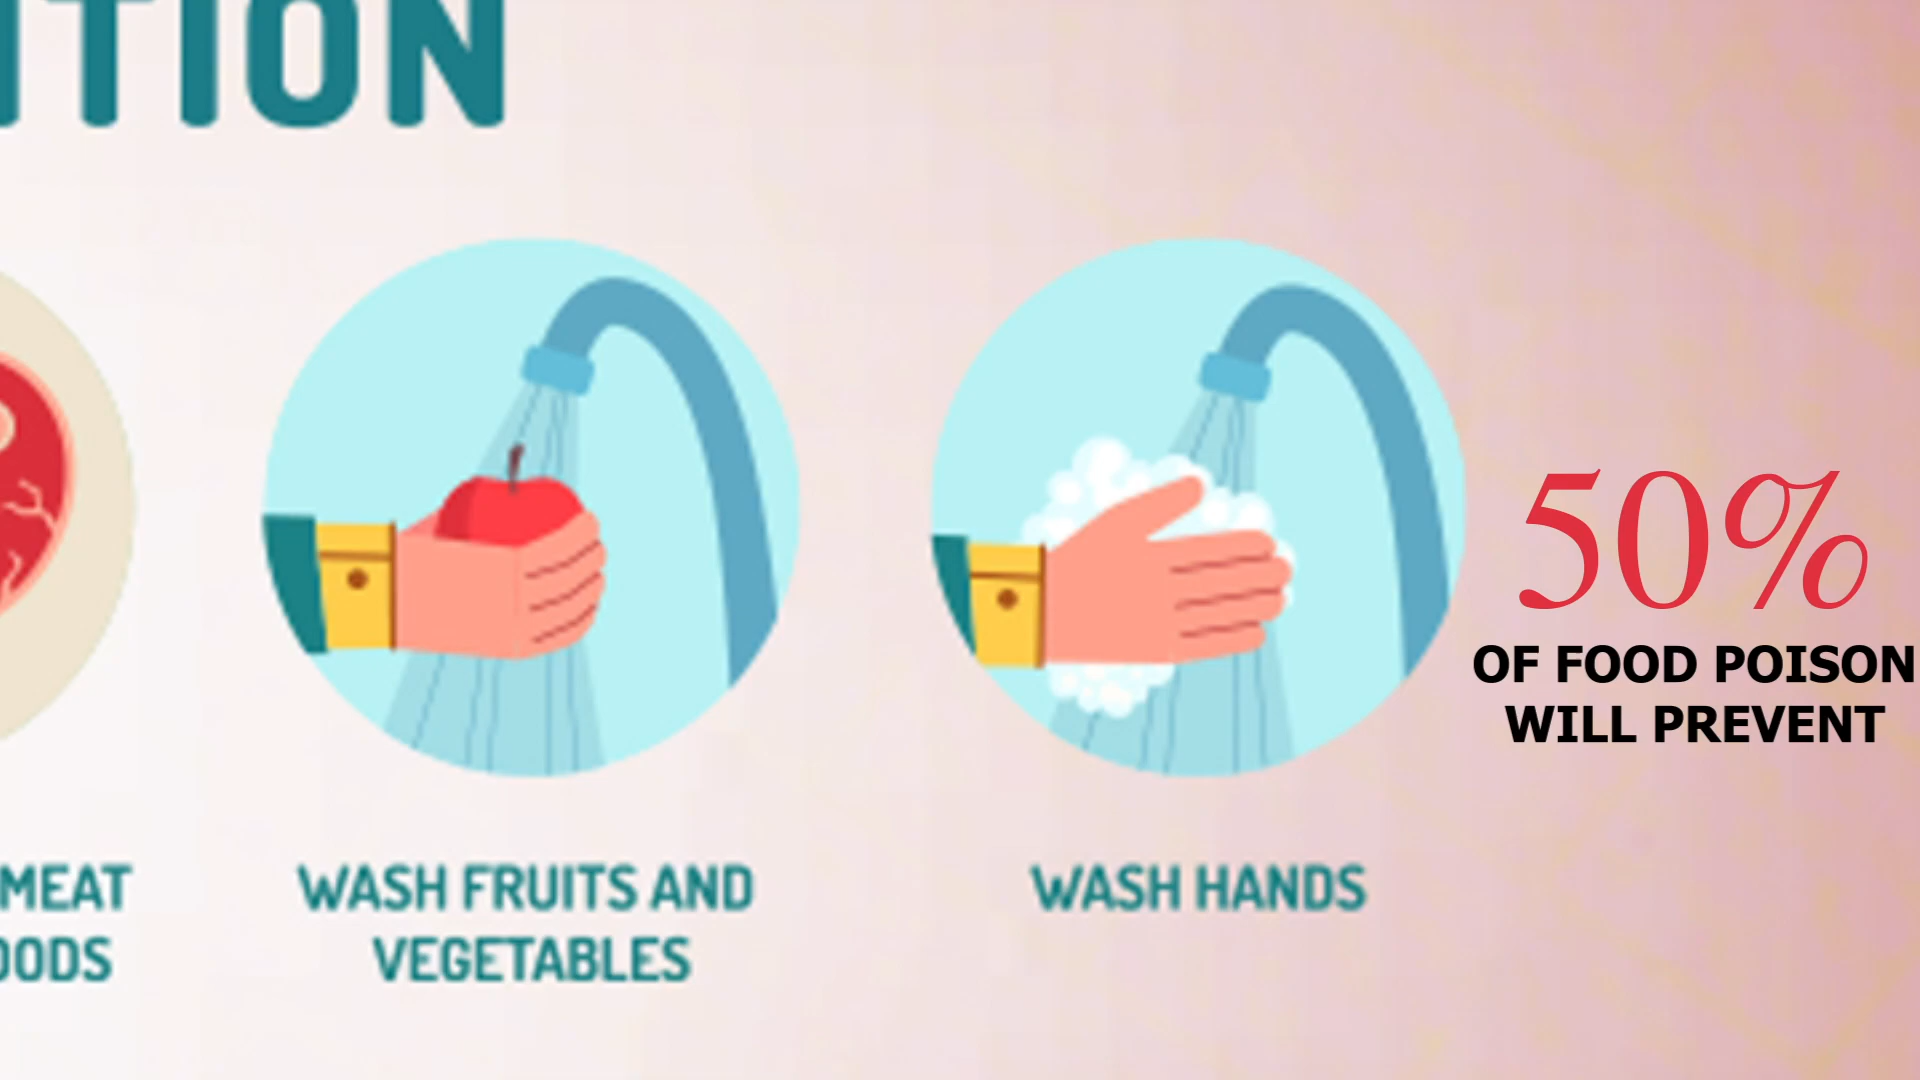 TION
MEAT
OODS
WASH FRUITS AND
VEGETABLES
WASH HANDS
50%
OF FOOD POISON
WILL PREVENT